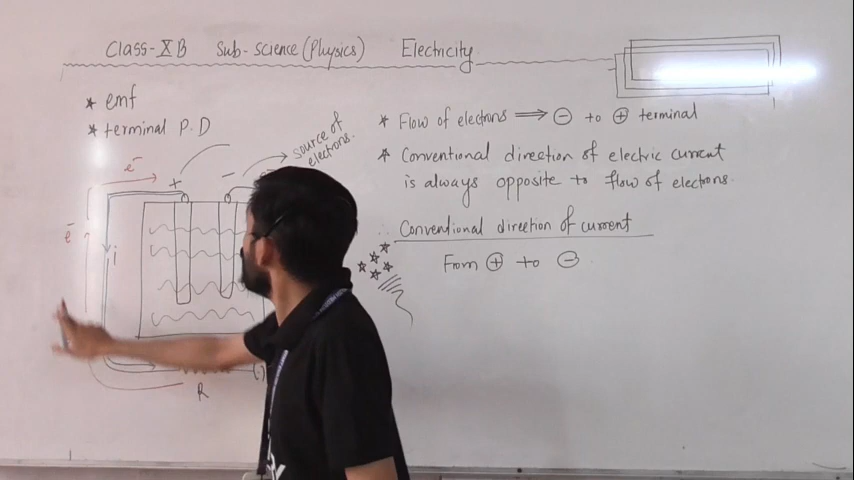 Class-XB Sub-science (Physics) Electricity
* emf
* terminal P.D
source of
electrons.
e⁻
+
−
e⁻
i
R
(·)
* Flow of electrons ⟹ ⊖ to ⊕ terminal
* Conventional direction of electric current
is always opposite to flow of electrons.
∴ Conventional direction of current
From ⊕ to ⊖.